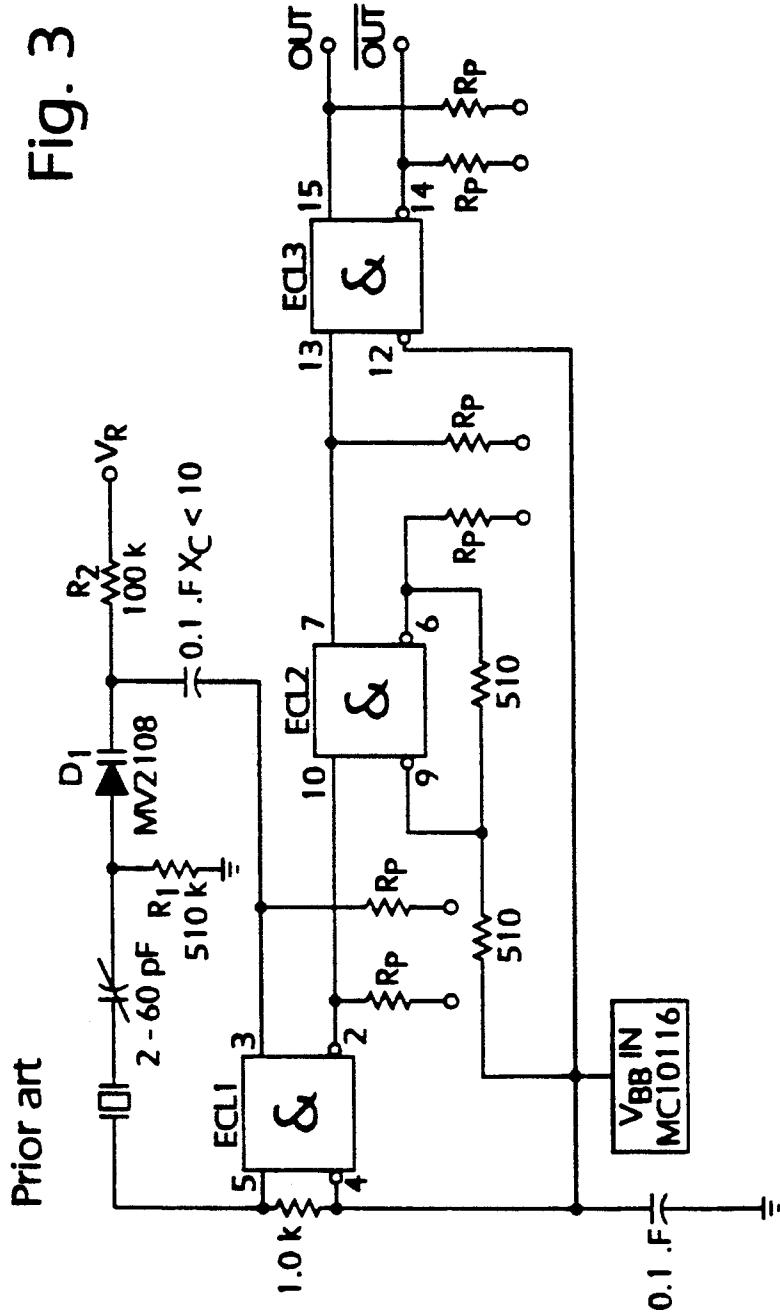 Fig. 3
Prior art
2 - 60 pF
R1
510 k
D1
MV2108
R2
100 k
VR
0.1 .F XC < 10
ECL1
5
3
&
4
2
1.0 k
RP
RP
ECL2
10
7
&
9
6
510
510
RP
RP
ECL3
13
15
&
12
14
OUT
OUT
RP
RP
VBB IN
MC10116
0.1 .F